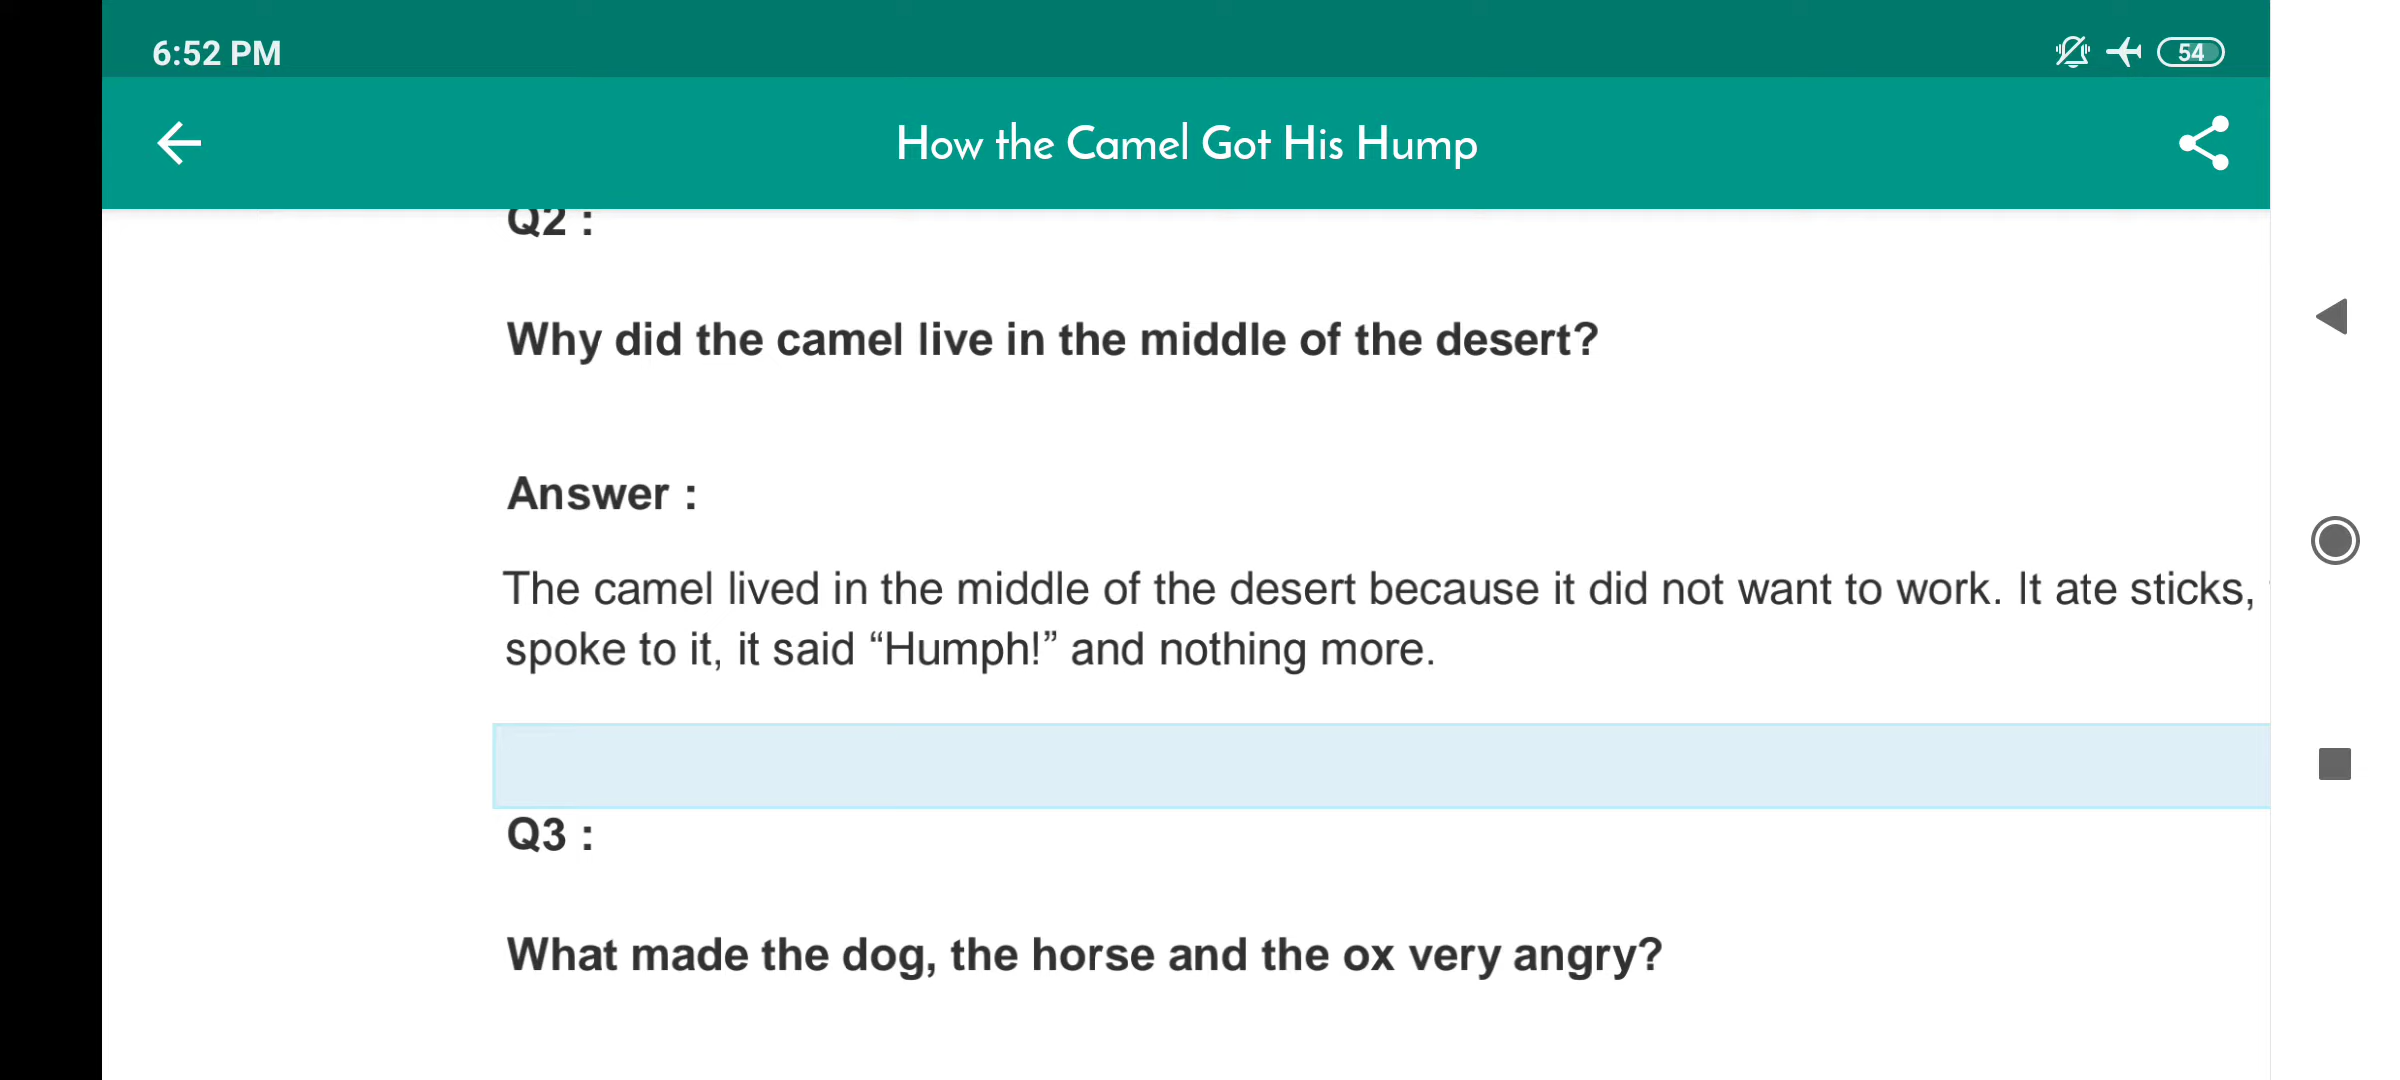 6:52 PM
54
How the Camel Got His Hump
Q2 :
Why did the camel live in the middle of the desert?
Answer :
The camel lived in the middle of the desert because it did not want to work. It ate sticks,
spoke to it, it said “Humph!” and nothing more.
Q3 :
What made the dog, the horse and the ox very angry?